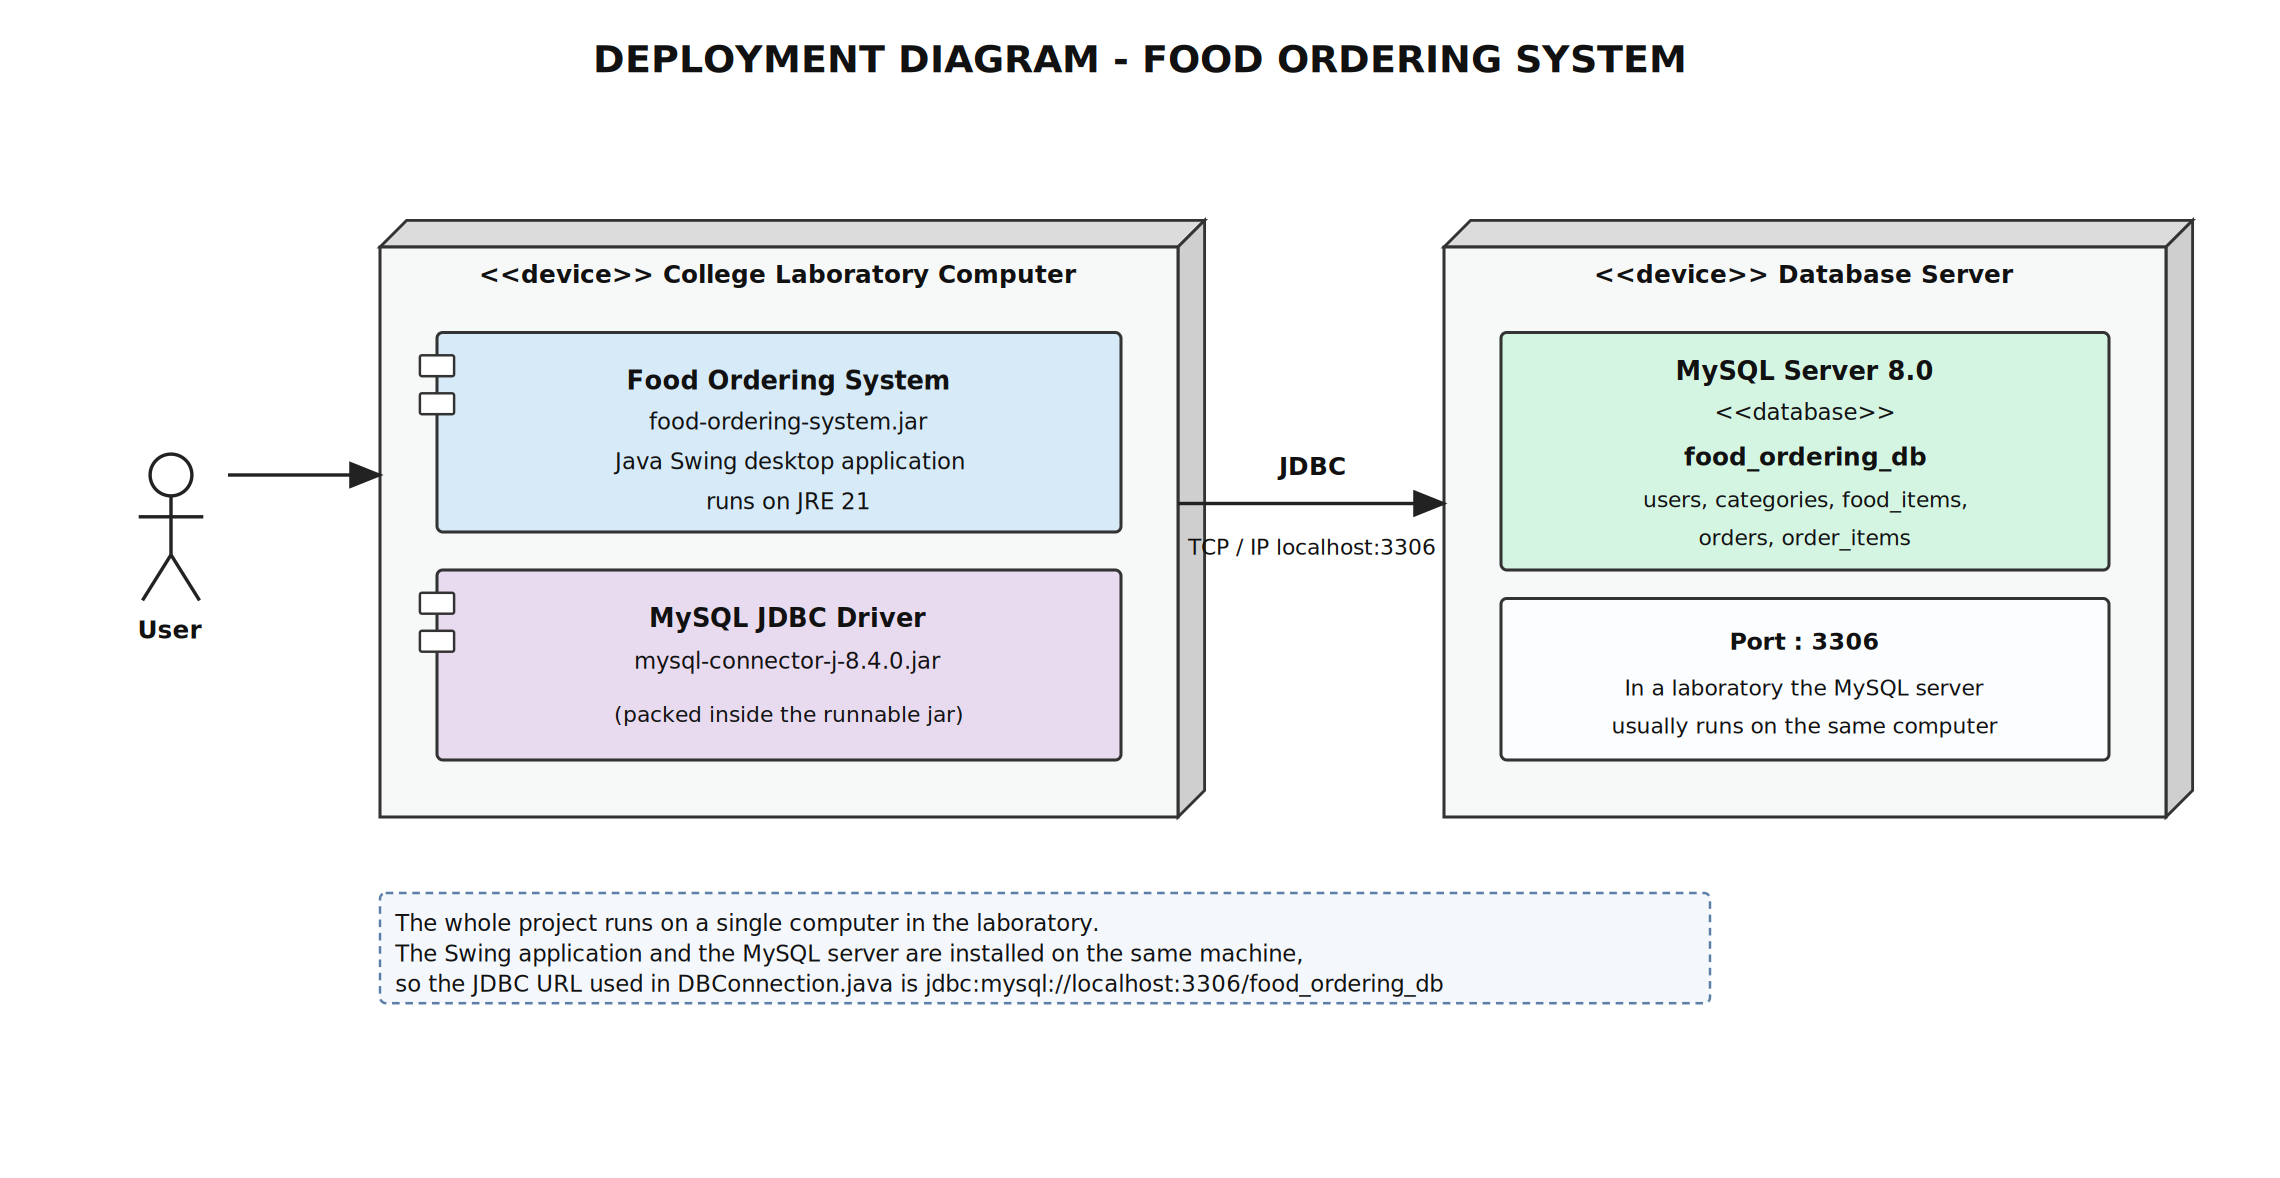 DEPLOYMENT DIAGRAM - FOOD ORDERING SYSTEM
<<device>> College Laboratory Computer
Food Ordering System
food-ordering-system.jar
Java Swing desktop application
runs on JRE 21
MySQL JDBC Driver
mysql-connector-j-8.4.0.jar
(packed inside the runnable jar)
User
JDBC
TCP / IP localhost:3306
<<device>> Database Server
MySQL Server 8.0
<<database>>
food_ordering_db
users, categories, food_items,
orders, order_items
Port : 3306
In a laboratory the MySQL server
usually runs on the same computer
The whole project runs on a single computer in the laboratory.
The Swing application and the MySQL server are installed on the same machine,
so the JDBC URL used in DBConnection.java is jdbc:mysql://localhost:3306/food_ordering_db